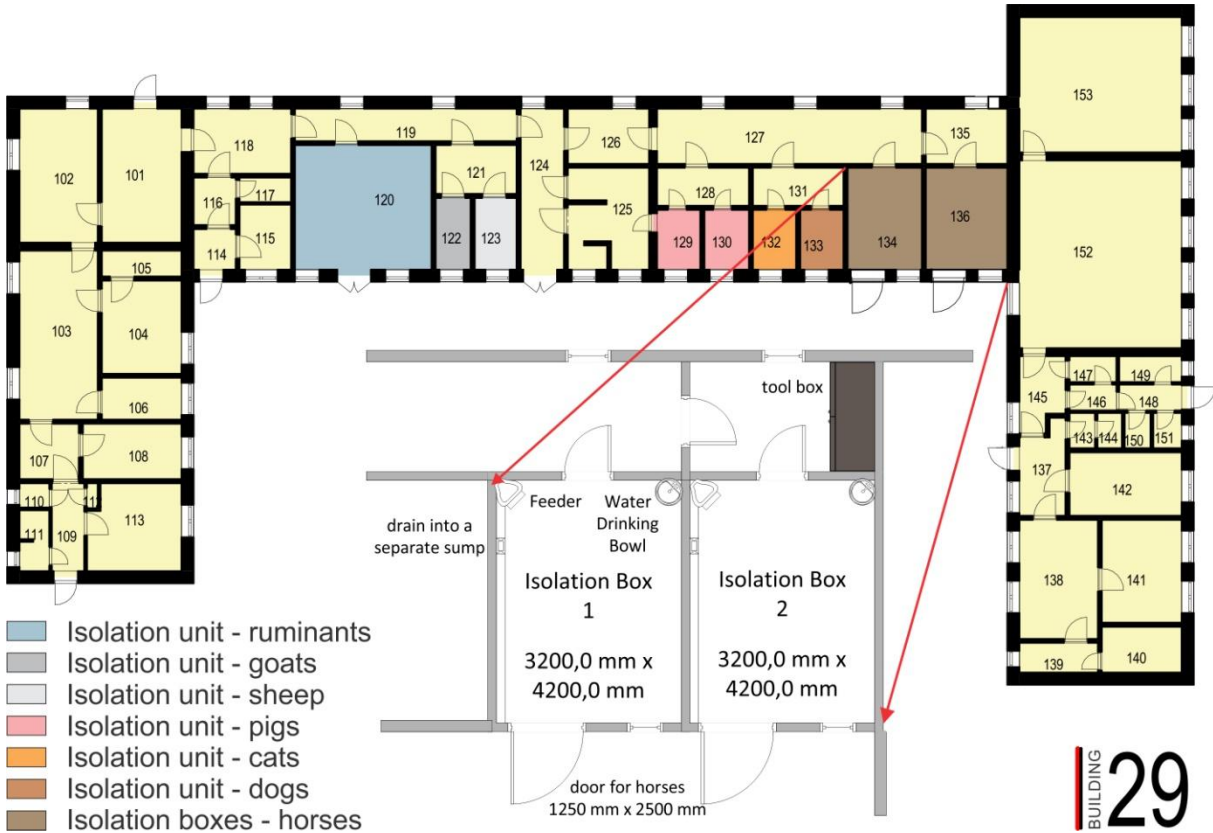 153
102
101
118
119
124
126
127
135
121
120
128
131
152
116
117
125
122
123
129
130
132
133
134
136
114
115
105
103
104
106
107
108
110
112
111
109
113
145
147
149
146
148
143
144
150
151
137
142
138
141
139
140
tool box
Feeder
Water
Drinking
Bowl
drain into a
separate sump
Isolation Box
1
3200,0 mm x
4200,0 mm
Isolation Box
2
3200,0 mm x
4200,0 mm
door for horses
1250 mm x 2500 mm
Isolation unit - ruminants
Isolation unit - goats
Isolation unit - sheep
Isolation unit - pigs
Isolation unit - cats
Isolation unit - dogs
Isolation boxes - horses
BUILDING
29